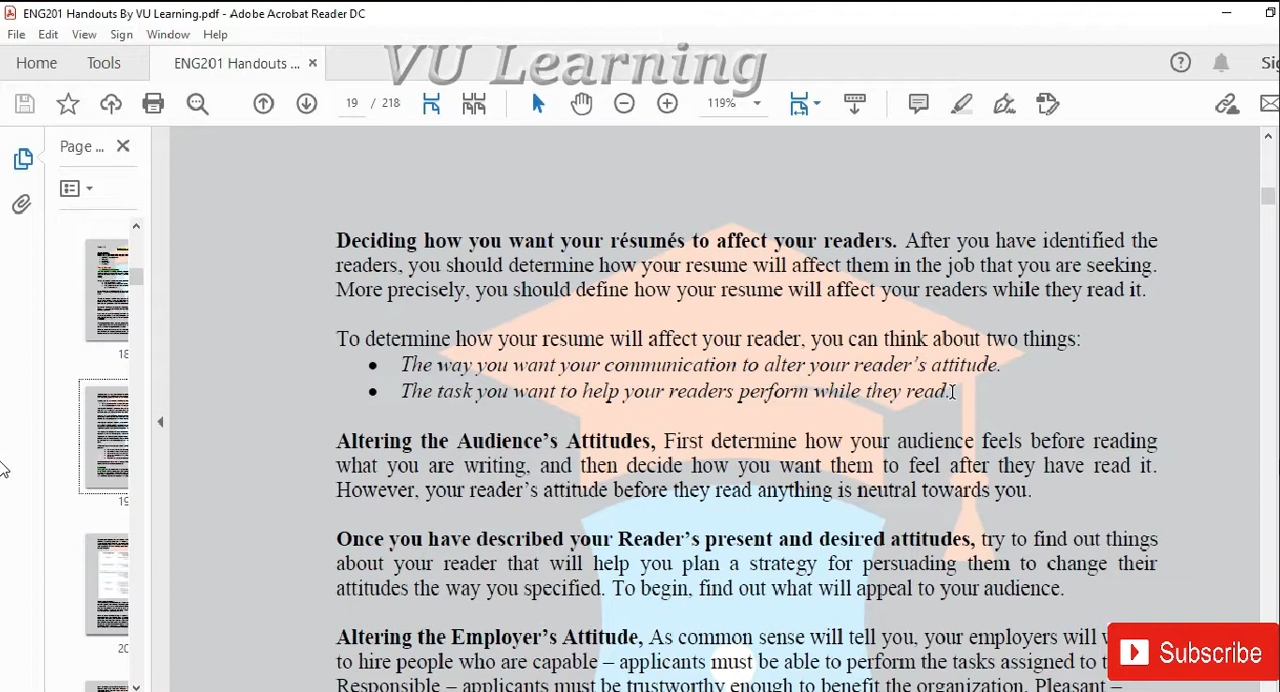 ENG201 Handouts By VU Learning.pdf - Adobe Acrobat Reader DC
File Edit View Sign Window Help
VU Learning
Home Tools ENG201 Handouts ... ×
19 / 218 119%
Page ...
Deciding how you want your résumés to affect your readers. After you have identified the
readers, you should determine how your resume will affect them in the job that you are seeking.
More precisely, you should define how your resume will affect your readers while they read it.
To determine how your resume will affect your reader, you can think about two things:
• The way you want your communication to alter your reader’s attitude.
• The task you want to help your readers perform while they read.
Altering the Audience’s Attitudes, First determine how your audience feels before reading
what you are writing, and then decide how you want them to feel after they have read it.
However, your reader’s attitude before they read anything is neutral towards you.
Once you have described your Reader’s present and desired attitudes, try to find out things
about your reader that will help you plan a strategy for persuading them to change their
attitudes the way you specified. To begin, find out what will appeal to your audience.
Altering the Employer’s Attitude, As common sense will tell you, your employers will
to hire people who are capable – applicants must be able to perform the tasks assigned to
Responsible – applicants must be trustworthy enough to benefit the organization. Pleasant –
18
19
20
Subscribe